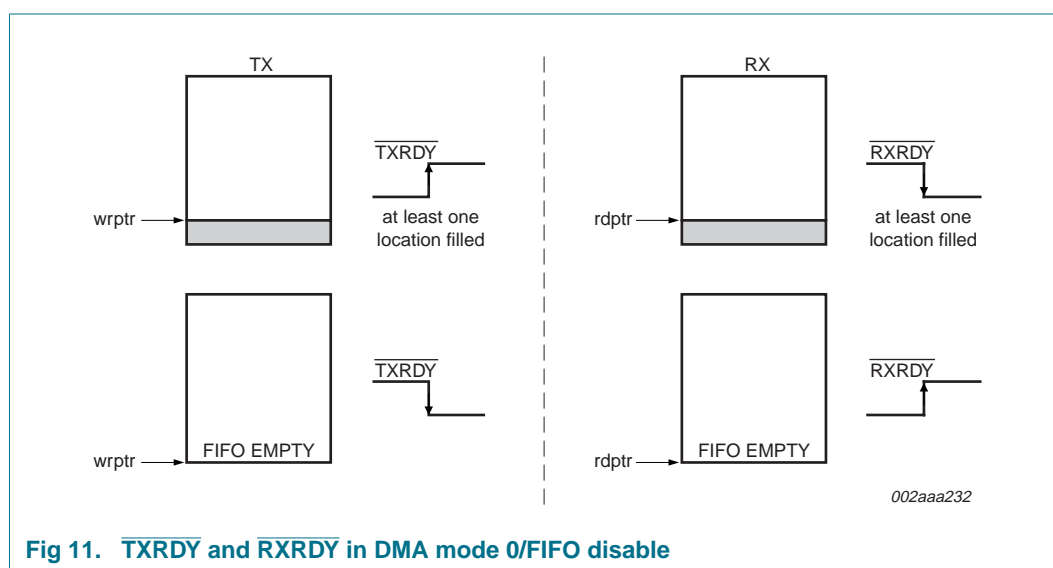 TX
TXRDY
wrptr
at least one
location filled
RX
RXRDY
rdptr
at least one
location filled
TXRDY
wrptr
FIFO EMPTY
RXRDY
rdptr
FIFO EMPTY
002aaa232
Fig 11. TXRDY and RXRDY in DMA mode 0/FIFO disable